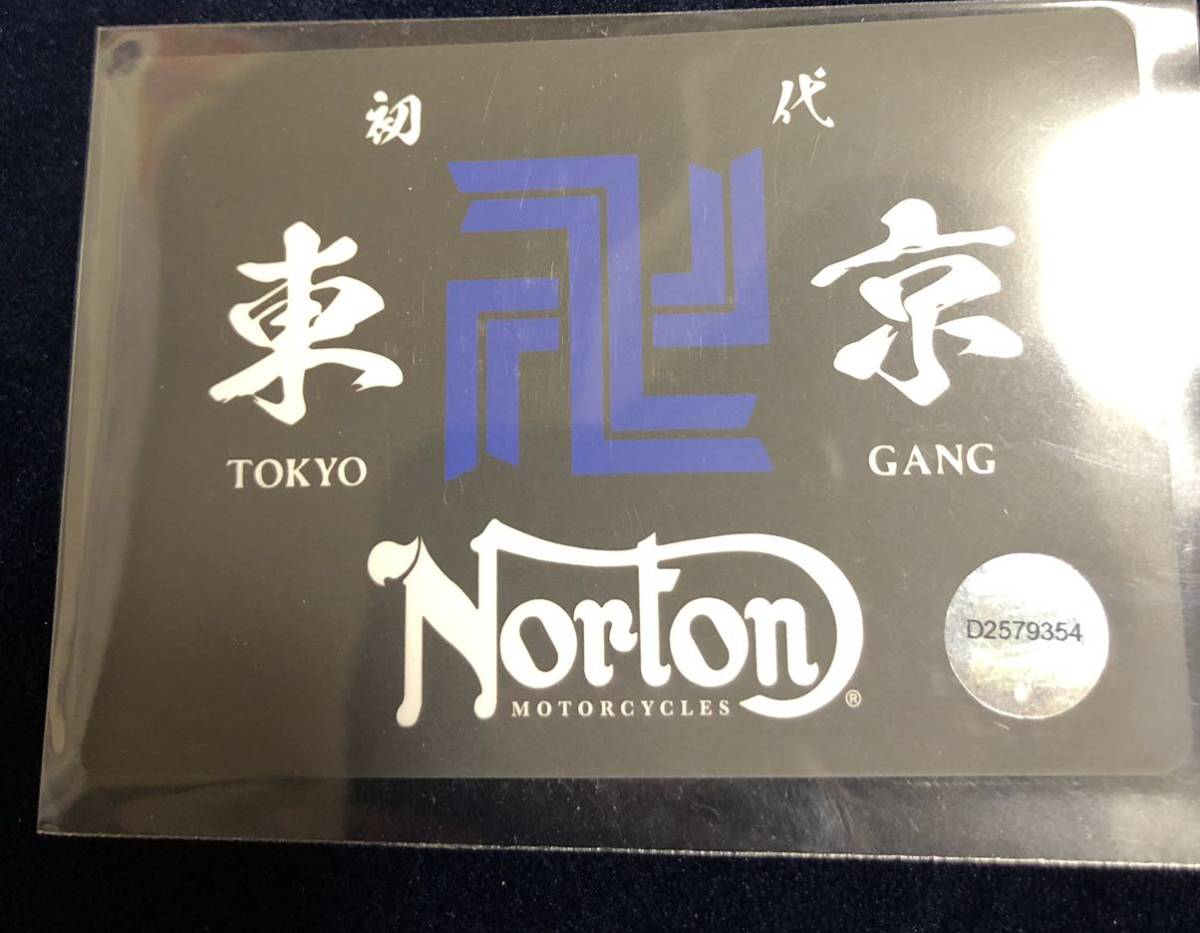 初 代
東 卍 京
TOKYO GANG
Norton
MOTORCYCLES ®
D2579354